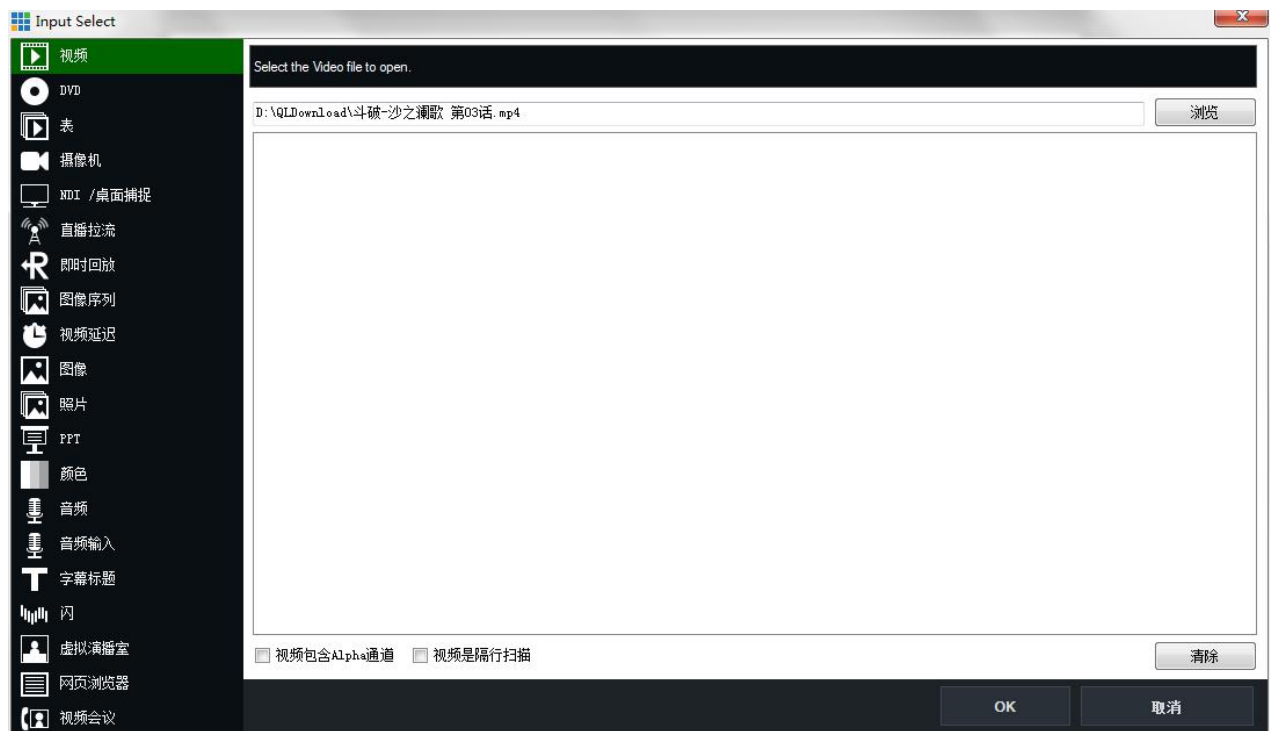 Input Select
视频
DVD
表
摄像机
NDI /桌面捕捉
直播拉流
即时回放
图像序列
视频延迟
图像
照片
PPT
颜色
音频
音频输入
字幕标题
闪
虚拟演播室
网页浏览器
视频会议
Select the Video file to open.
D:\QLDownload\斗破-沙之澜歌 第03话.mp4
浏览
视频包含Alpha通道
视频是隔行扫描
清除
OK
取消